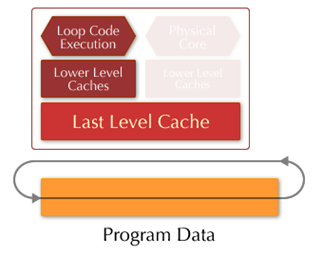 Loop Code
Execution
Physical
Core
Lower Level
Caches
Lower Level
Caches
Last Level Cache
Program Data